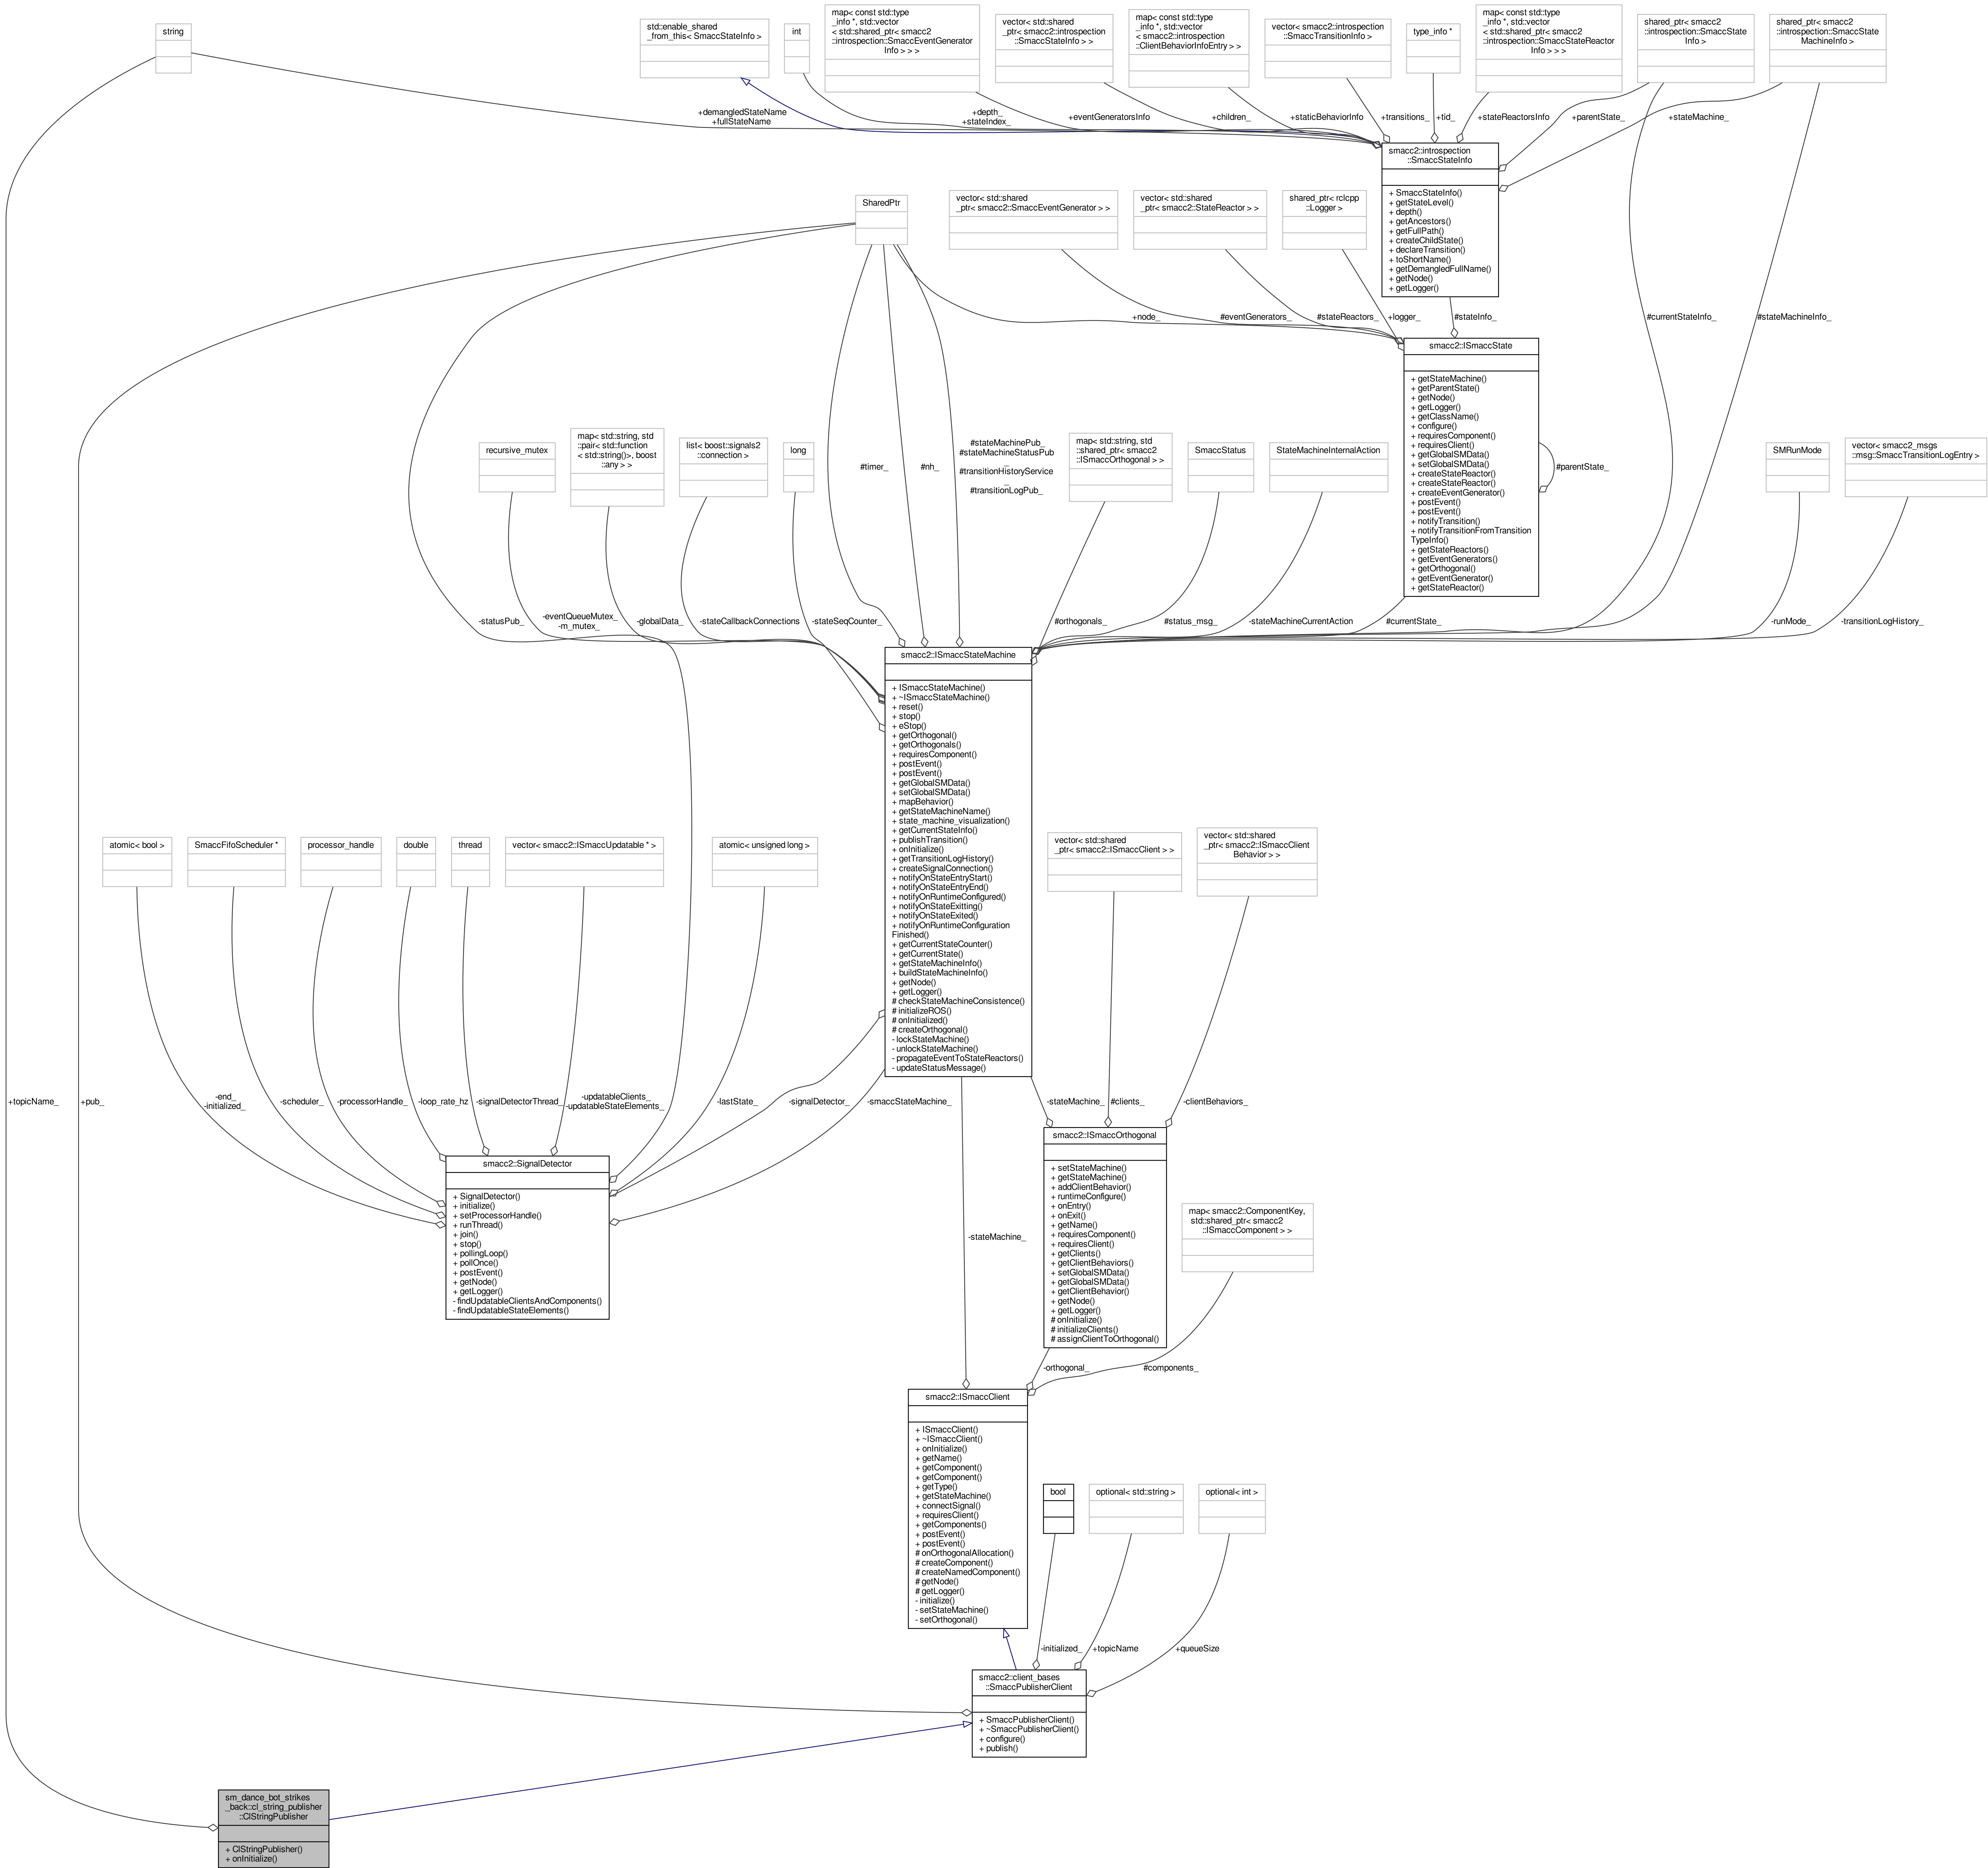 string
std::enable_shared
_from_this< SmaccStateInfo >
int
map< const std::type
_info *, std::vector
< std::shared_ptr< smacc2
::introspection::SmaccEventGenerator
Info > > >
vector< std::shared
_ptr< smacc2::introspection
::SmaccStateInfo > >
map< const std::type
_info *, std::vector
< smacc2::introspection
::ClientBehaviorInfoEntry > >
vector< smacc2::introspection
::SmaccTransitionInfo >
type_info *
map< const std::type
_info *, std::vector
< std::shared_ptr< smacc2
::introspection::SmaccStateReactor
Info > > >
shared_ptr< smacc2
::introspection::SmaccState
Info >
shared_ptr< smacc2
::introspection::SmaccState
MachineInfo >
+demangledStateName
+fullStateName
+depth_
+stateIndex_
+eventGeneratorsInfo
+children_
+staticBehaviorInfo
+transitions_
+tid_
+stateReactorsInfo
+parentState_
+stateMachine_
smacc2::introspection
::SmaccStateInfo
+ SmaccStateInfo()
+ getStateLevel()
+ depth()
+ getAncestors()
+ getFullPath()
+ createChildState()
+ declareTransition()
+ toShortName()
+ getDemangledFullName()
+ getNode()
+ getLogger()
SharedPtr
vector< std::shared
_ptr< smacc2::SmaccEventGenerator > >
vector< std::shared
_ptr< smacc2::StateReactor > >
shared_ptr< rclcpp
::Logger >
+node_
#eventGenerators_
#stateReactors_
+logger_
#stateInfo_
#currentStateInfo_
#stateMachineInfo_
smacc2::ISmaccState
+ getStateMachine()
+ getParentState()
+ getNode()
+ getLogger()
+ getClassName()
+ configure()
+ requiresComponent()
+ requiresClient()
+ getGlobalSMData()
+ setGlobalSMData()
+ createStateReactor()
+ createStateReactor()
+ createEventGenerator()
+ postEvent()
+ postEvent()
+ notifyTransition()
+ notifyTransitionFromTransition
TypeInfo()
+ getStateReactors()
+ getEventGenerators()
+ getOrthogonal()
+ getEventGenerator()
+ getStateReactor()
#parentState_
recursive_mutex
map< std::string, std
::pair< std::function
< std::string()>, boost
::any > >
list< boost::signals2
::connection >
long
#timer_
#nh_
#stateMachinePub_
#stateMachineStatusPub
_
#transitionHistoryService
_
#transitionLogPub_
map< std::string, std
::shared_ptr< smacc2
::ISmaccOrthogonal > >
SmaccStatus
StateMachineInternalAction
SMRunMode
vector< smacc2_msgs
::msg::SmaccTransitionLogEntry >
-statusPub_
-eventQueueMutex_
-m_mutex_
-globalData_
-stateCallbackConnections
-stateSeqCounter_
#orthogonals_
#status_msg_
-stateMachineCurrentAction
#currentState_
-runMode_
-transitionLogHistory_
smacc2::ISmaccStateMachine
+ ISmaccStateMachine()
+ ~ISmaccStateMachine()
+ reset()
+ stop()
+ eStop()
+ getOrthogonal()
+ getOrthogonals()
+ requiresComponent()
+ postEvent()
+ postEvent()
+ getGlobalSMData()
+ setGlobalSMData()
+ mapBehavior()
+ getStateMachineName()
+ state_machine_visualization()
+ getCurrentStateInfo()
+ publishTransition()
+ onInitialize()
+ getTransitionLogHistory()
+ createSignalConnection()
+ notifyOnStateEntryStart()
+ notifyOnStateEntryEnd()
+ notifyOnRuntimeConfigured()
+ notifyOnStateExitting()
+ notifyOnStateExited()
+ notifyOnRuntimeConfiguration
Finished()
+ getCurrentStateCounter()
+ getCurrentState()
+ getStateMachineInfo()
+ buildStateMachineInfo()
+ getNode()
+ getLogger()
# checkStateMachineConsistence()
# initializeROS()
# onInitialized()
# createOrthogonal()
- lockStateMachine()
- unlockStateMachine()
- propagateEventToStateReactors()
- updateStatusMessage()
atomic< bool >
SmaccFifoScheduler *
processor_handle
double
thread
vector< smacc2::ISmaccUpdatable * >
atomic< unsigned long >
vector< std::shared
_ptr< smacc2::ISmaccClient > >
vector< std::shared
_ptr< smacc2::ISmaccClient
Behavior > >
+topicName_
+pub_
-end_
-initialized_
-scheduler_
-processorHandle_
-loop_rate_hz
-signalDetectorThread_
-updatableClients_
-updatableStateElements_
-lastState_
-signalDetector_
-smaccStateMachine_
-stateMachine_
#clients_
-clientBehaviors_
smacc2::SignalDetector
+ SignalDetector()
+ initialize()
+ setProcessorHandle()
+ runThread()
+ join()
+ stop()
+ pollingLoop()
+ pollOnce()
+ postEvent()
+ getNode()
+ getLogger()
- findUpdatableClientsAndComponents()
- findUpdatableStateElements()
smacc2::ISmaccOrthogonal
+ setStateMachine()
+ getStateMachine()
+ addClientBehavior()
+ runtimeConfigure()
+ onEntry()
+ onExit()
+ getName()
+ requiresComponent()
+ requiresClient()
+ getClients()
+ getClientBehaviors()
+ setGlobalSMData()
+ getGlobalSMData()
+ getClientBehavior()
+ getNode()
+ getLogger()
# onInitialize()
# initializeClients()
# assignClientToOrthogonal()
map< smacc2::ComponentKey,
std::shared_ptr< smacc2
::ISmaccComponent > >
-stateMachine_
-orthogonal_
#components_
smacc2::ISmaccClient
+ ISmaccClient()
+ ~ISmaccClient()
+ onInitialize()
+ getName()
+ getComponent()
+ getComponent()
+ getType()
+ getStateMachine()
+ connectSignal()
+ requiresClient()
+ getComponents()
+ postEvent()
+ postEvent()
# onOrthogonalAllocation()
# createComponent()
# createNamedComponent()
# getNode()
# getLogger()
- initialize()
- setStateMachine()
- setOrthogonal()
bool
optional< std::string >
optional< int >
-initialized_
+topicName
+queueSize
smacc2::client_bases
::SmaccPublisherClient
+ SmaccPublisherClient()
+ ~SmaccPublisherClient()
+ configure()
+ publish()
sm_dance_bot_strikes
_back::cl_string_publisher
::ClStringPublisher
+ ClStringPublisher()
+ onInitialize()